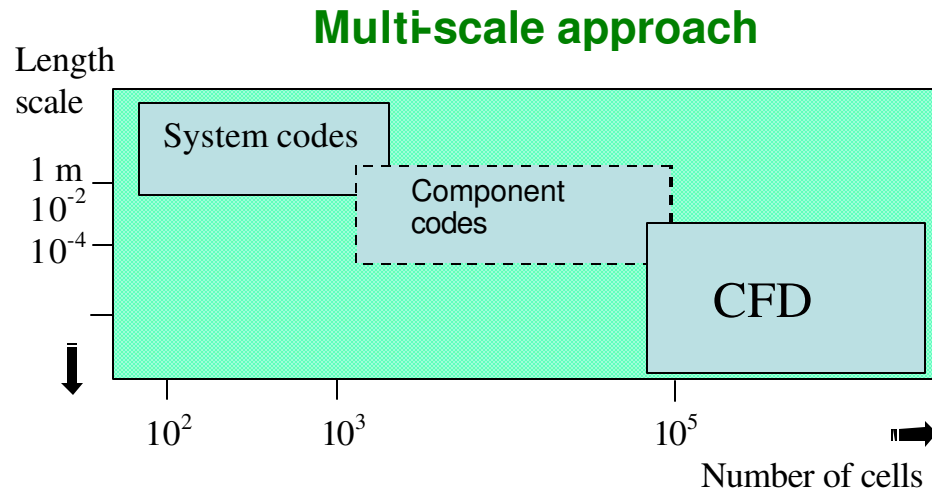 Multi-scale approach
Length
scale
System codes
1 m
10-2
10-4
Component
codes
CFD
10²
10³
10⁵
Number of cells